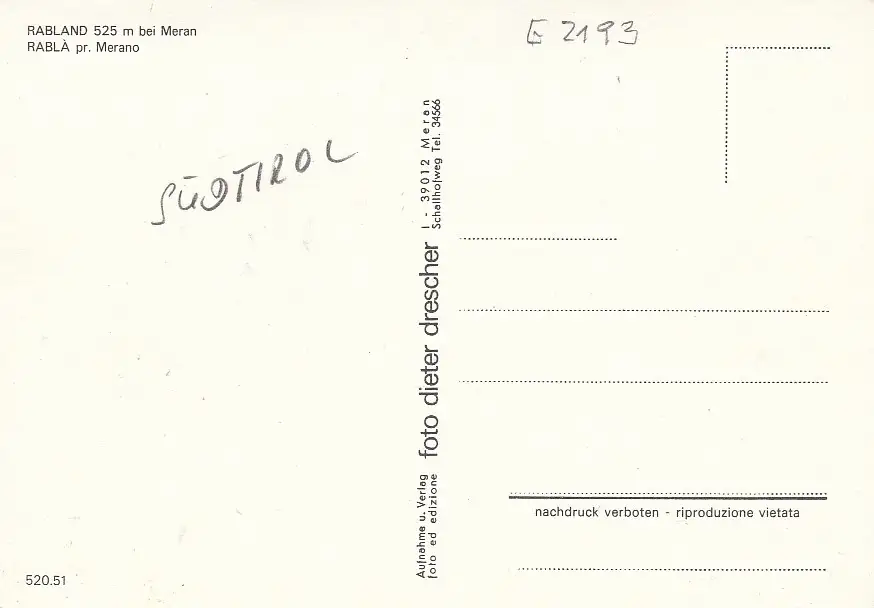 RABLAND 525 m bei Meran
RABLÀ pr. Merano
E 2193
SÜDTIROL
Aufnahme u. Verlag
foto ed edizione
foto dieter drescher
I - 39012 Meran
Schallhofweg Tel. 34566
nachdruck verboten - riproduzione vietata
520.51